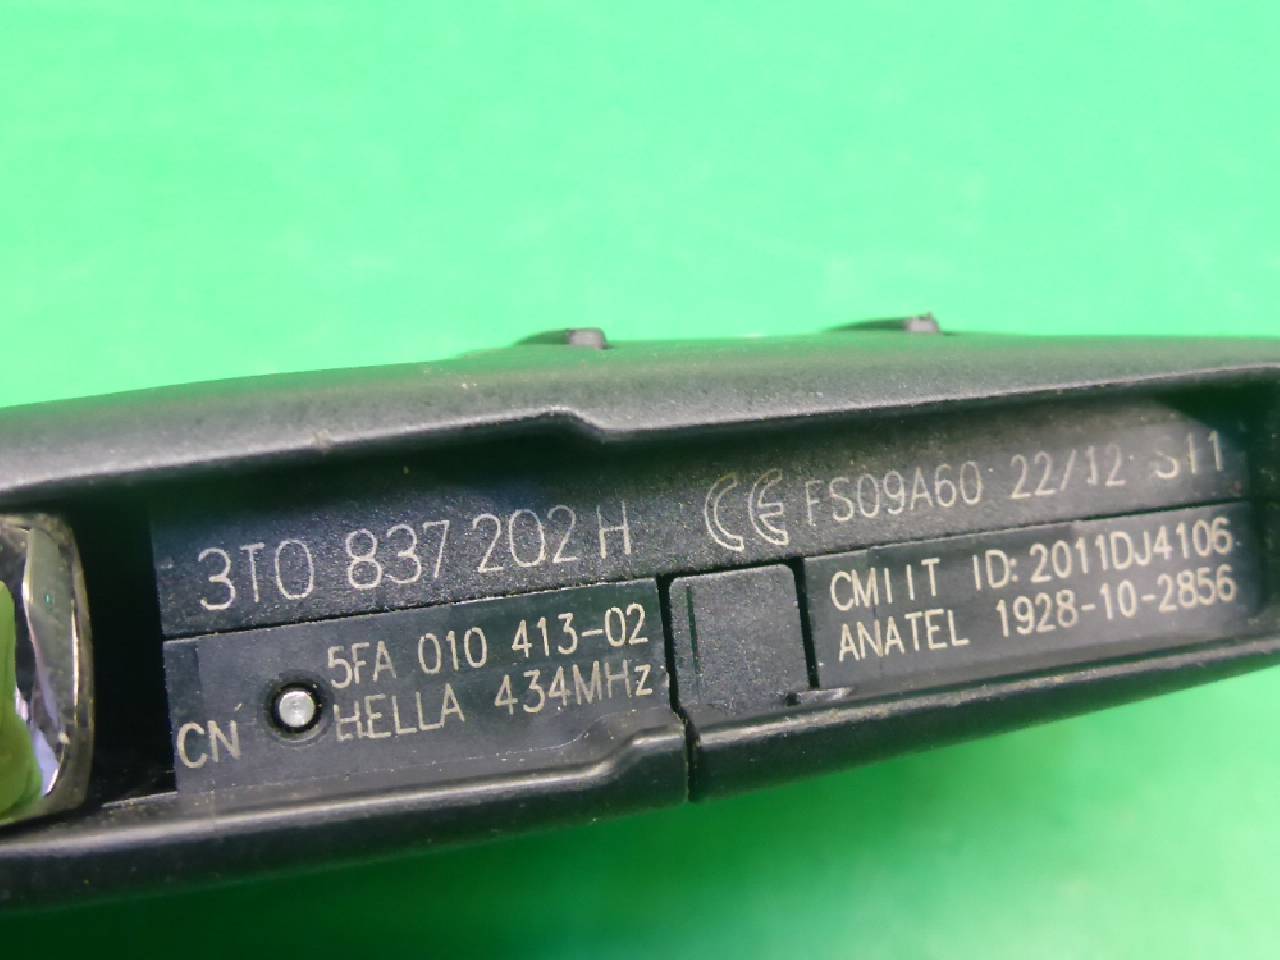 3T0 837 202 H CE FS09A60 22/12 S11
5FA 010 413-02
HELLA 434MHz
CN
CMIIT ID: 2011DJ4106
ANATEL 1928-10-2856